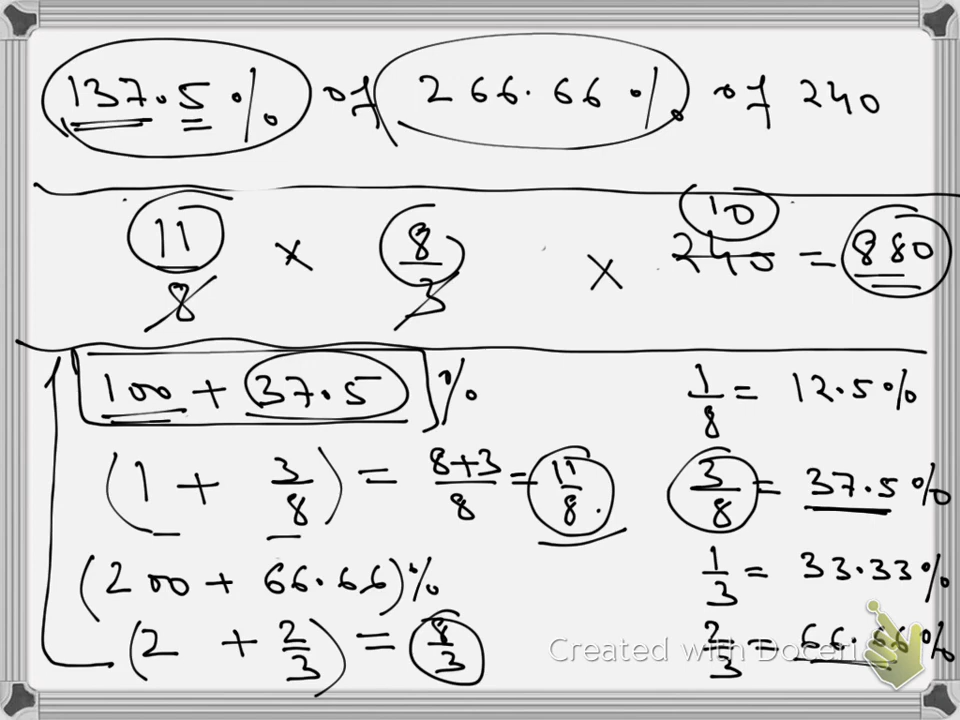 137.5% of 266.66% of 240
10
11/8 × 8/3 × 240 = 880
100 + 37.5 %
1/8 = 12.5%
(1 + 3/8) = 8+3/8 = 11/8
3/8 = 37.5%
(200 + 66.66)%
1/3 = 33.33%
(2 + 2/3) = 8/3
2/3 = 66.66%
Created with Doceri